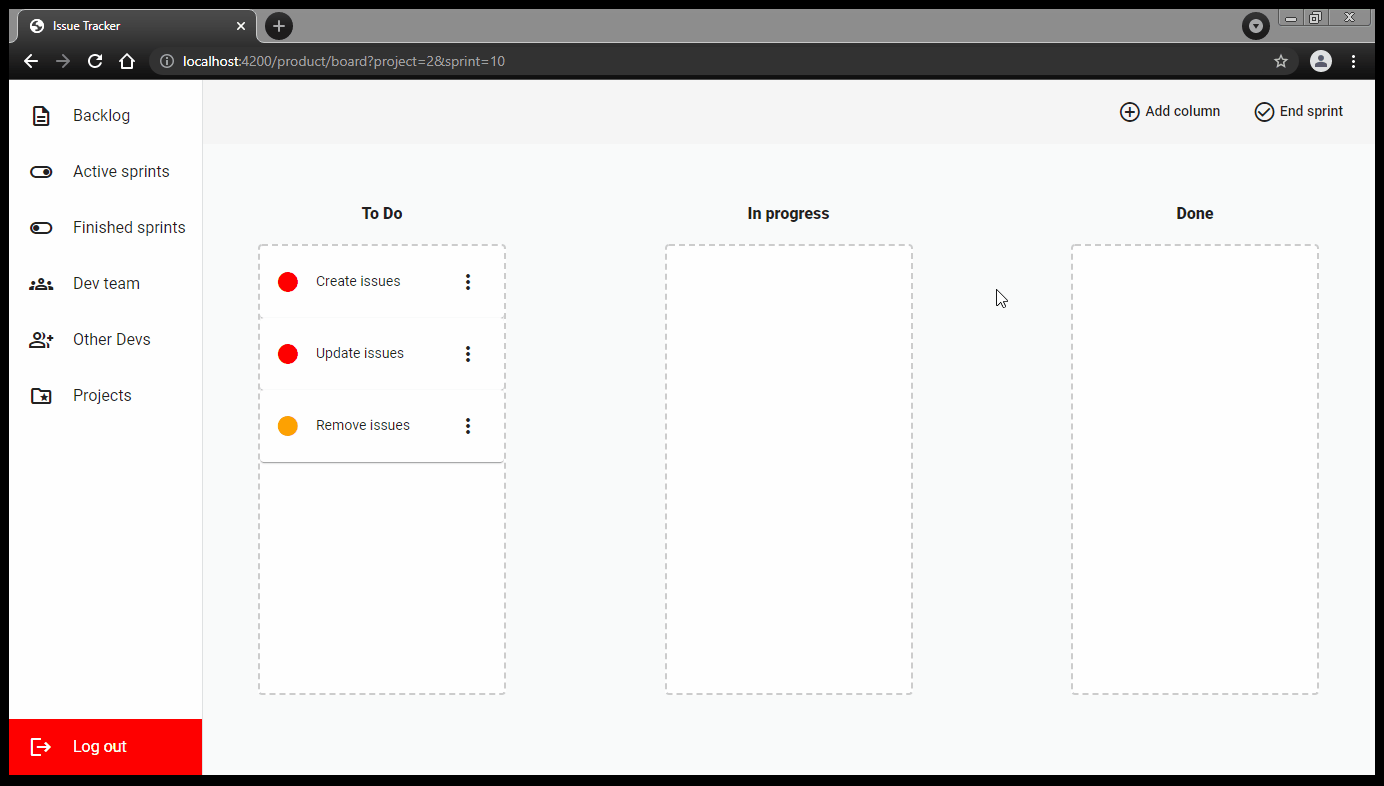 Issue Tracker
localhost:4200/product/board?project=2&sprint=10
Backlog
Active sprints
Finished sprints
Dev team
Other Devs
Projects
Log out
Add column
End sprint
To Do
In progress
Done
Create issues
Update issues
Remove issues